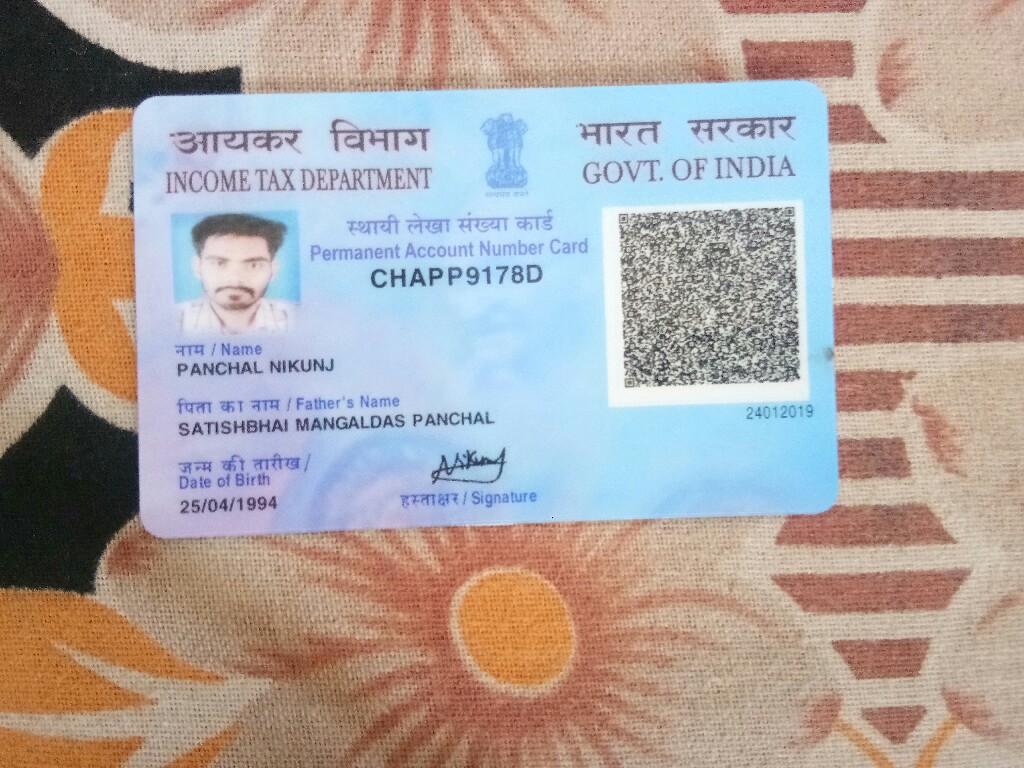 आयकर विभाग
INCOME TAX DEPARTMENT
भारत सरकार
GOVT. OF INDIA
स्थायी लेखा संख्या कार्ड
Permanent Account Number Card
CHAPP9178D
नाम / Name
PANCHAL NIKUNJ
पिता का नाम / Father's Name
SATISHBHAI MANGALDAS PANCHAL
जन्म की तारीख /
Date of Birth
25/04/1994
हस्ताक्षर / Signature
24012019